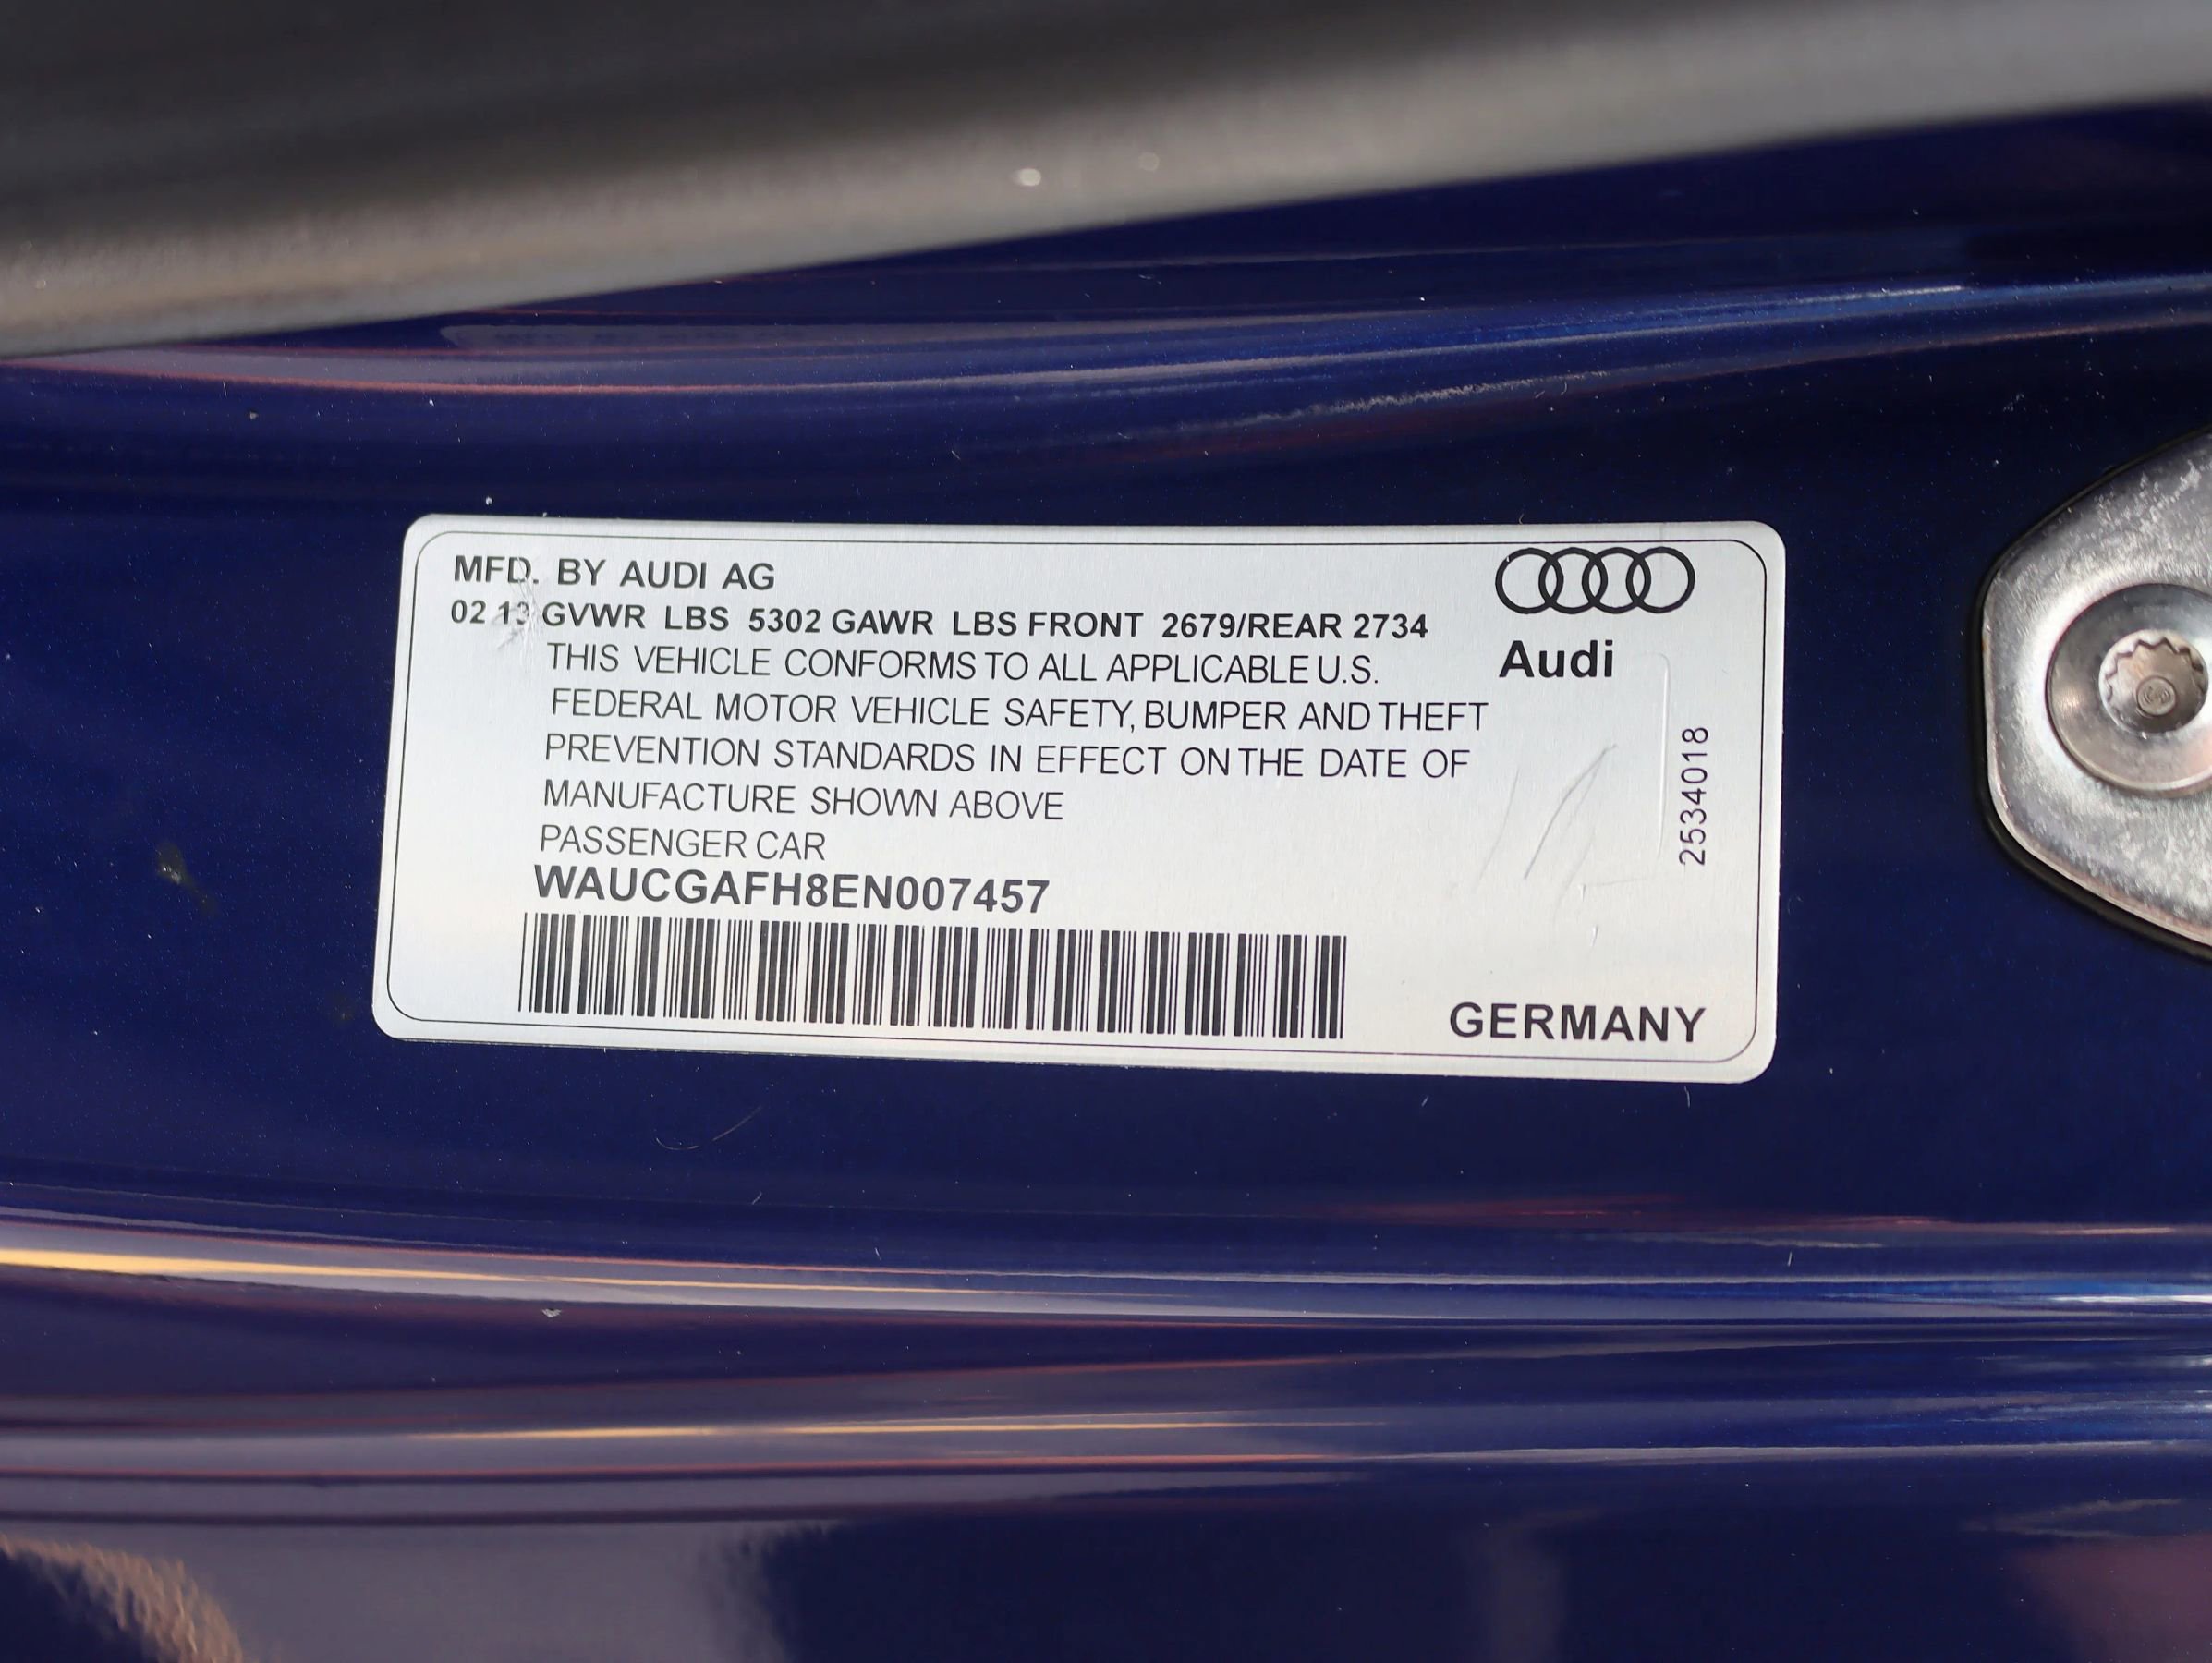 MFD. BY AUDI AG
02 13 GVWR LBS 5302 GAWR LBS FRONT 2679/REAR 2734
THIS VEHICLE CONFORMS TO ALL APPLICABLE U.S.
FEDERAL MOTOR VEHICLE SAFETY, BUMPER AND THEFT
PREVENTION STANDARDS IN EFFECT ON THE DATE OF
MANUFACTURE SHOWN ABOVE
PASSENGER CAR
WAUCGAFH8EN007457
Audi
2534018
GERMANY